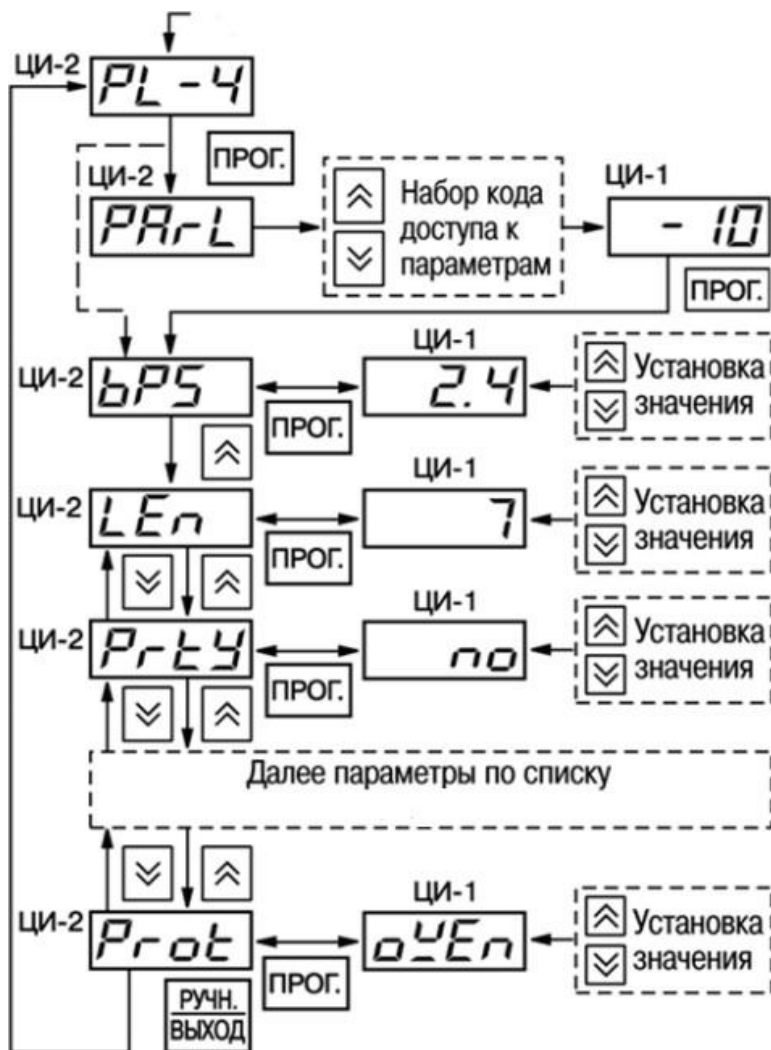 ЦИ-2
PL-4
ПРОГ.
ЦИ-2
PArL
Набор кода
доступа к
параметрам
ЦИ-1
- 10
ПРОГ.
ЦИ-2
bPS
ПРОГ.
ЦИ-1
2.4
Установка
значения
ЦИ-2
LEn
ПРОГ.
ЦИ-1
7
Установка
значения
ЦИ-2
PrtY
ПРОГ.
ЦИ-1
no
Установка
значения
Далее параметры по списку
ЦИ-2
Prot
ПРОГ.
ЦИ-1
oWEn
Установка
значения
РУЧН.
ВЫХОД